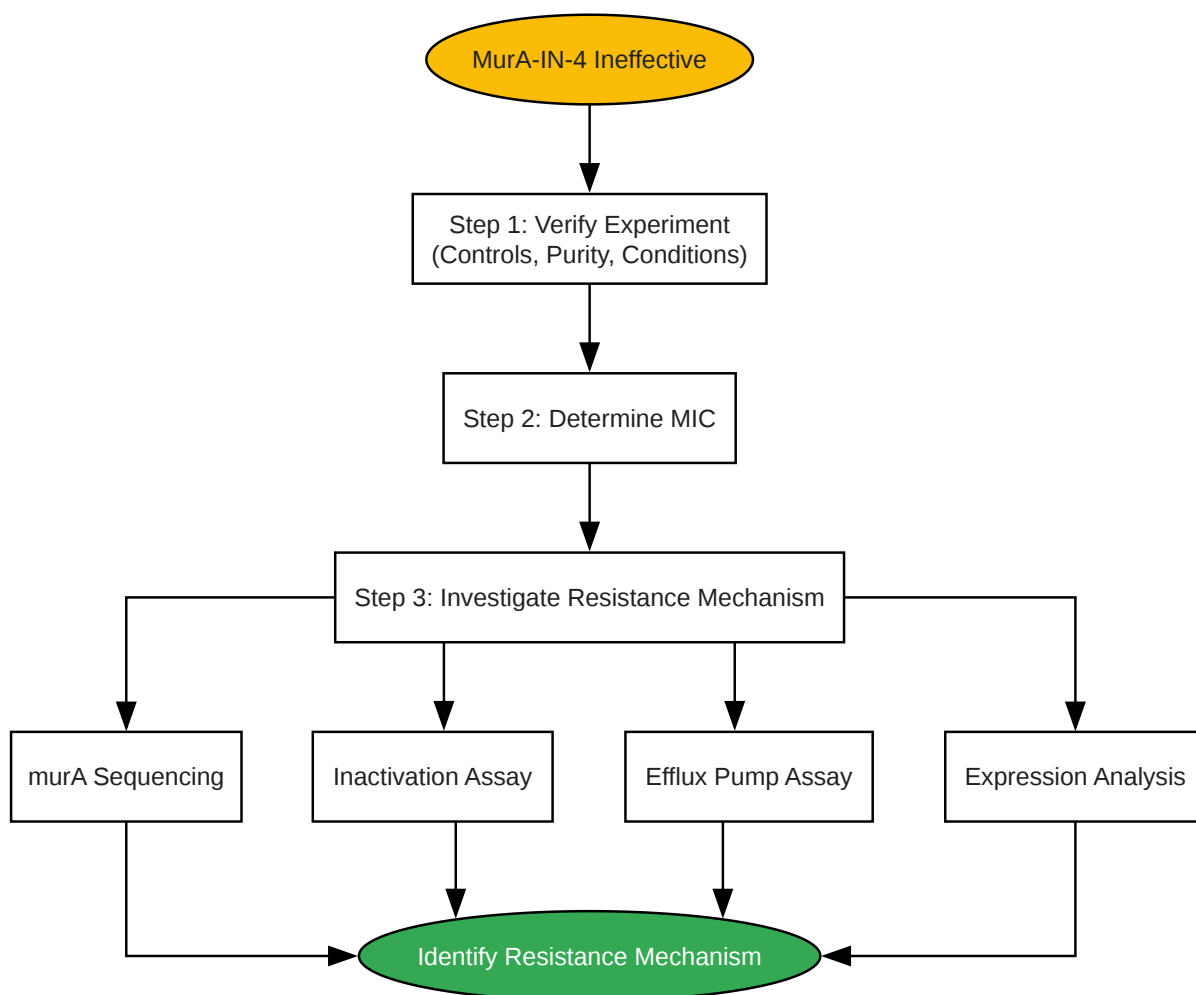 MurA-IN-4 Ineffective
Step 1: Verify Experiment
(Controls, Purity, Conditions)
Step 2: Determine MIC
Step 3: Investigate Resistance Mechanism
murA Sequencing
Inactivation Assay
Efflux Pump Assay
Expression Analysis
Identify Resistance Mechanism